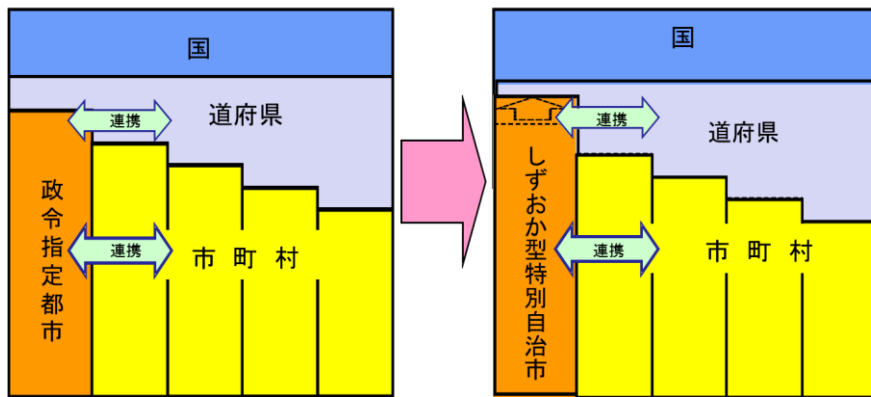 国
道府県
連携
政令指定都市
連携
市町村
国
連携
道府県
しずおか型特別自治市
連携
市町村